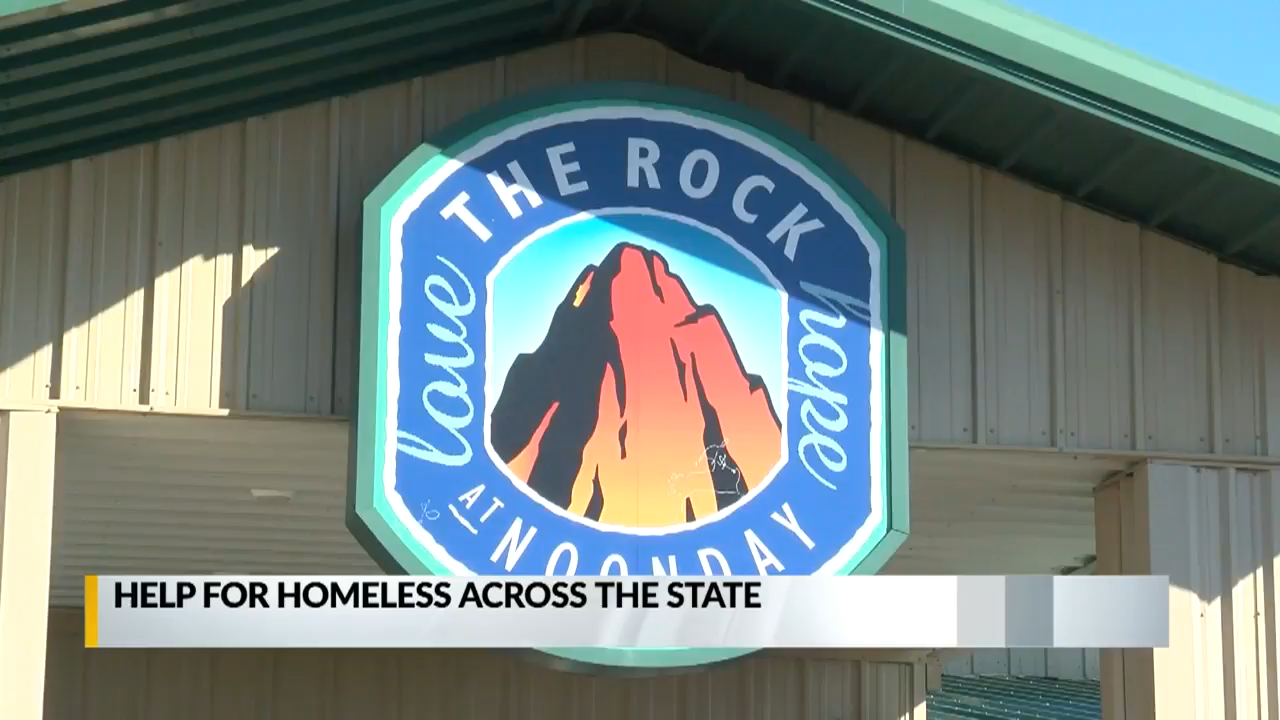 THE ROCK
love
hope
AT NOONDAY
HELP FOR HOMELESS ACROSS THE STATE